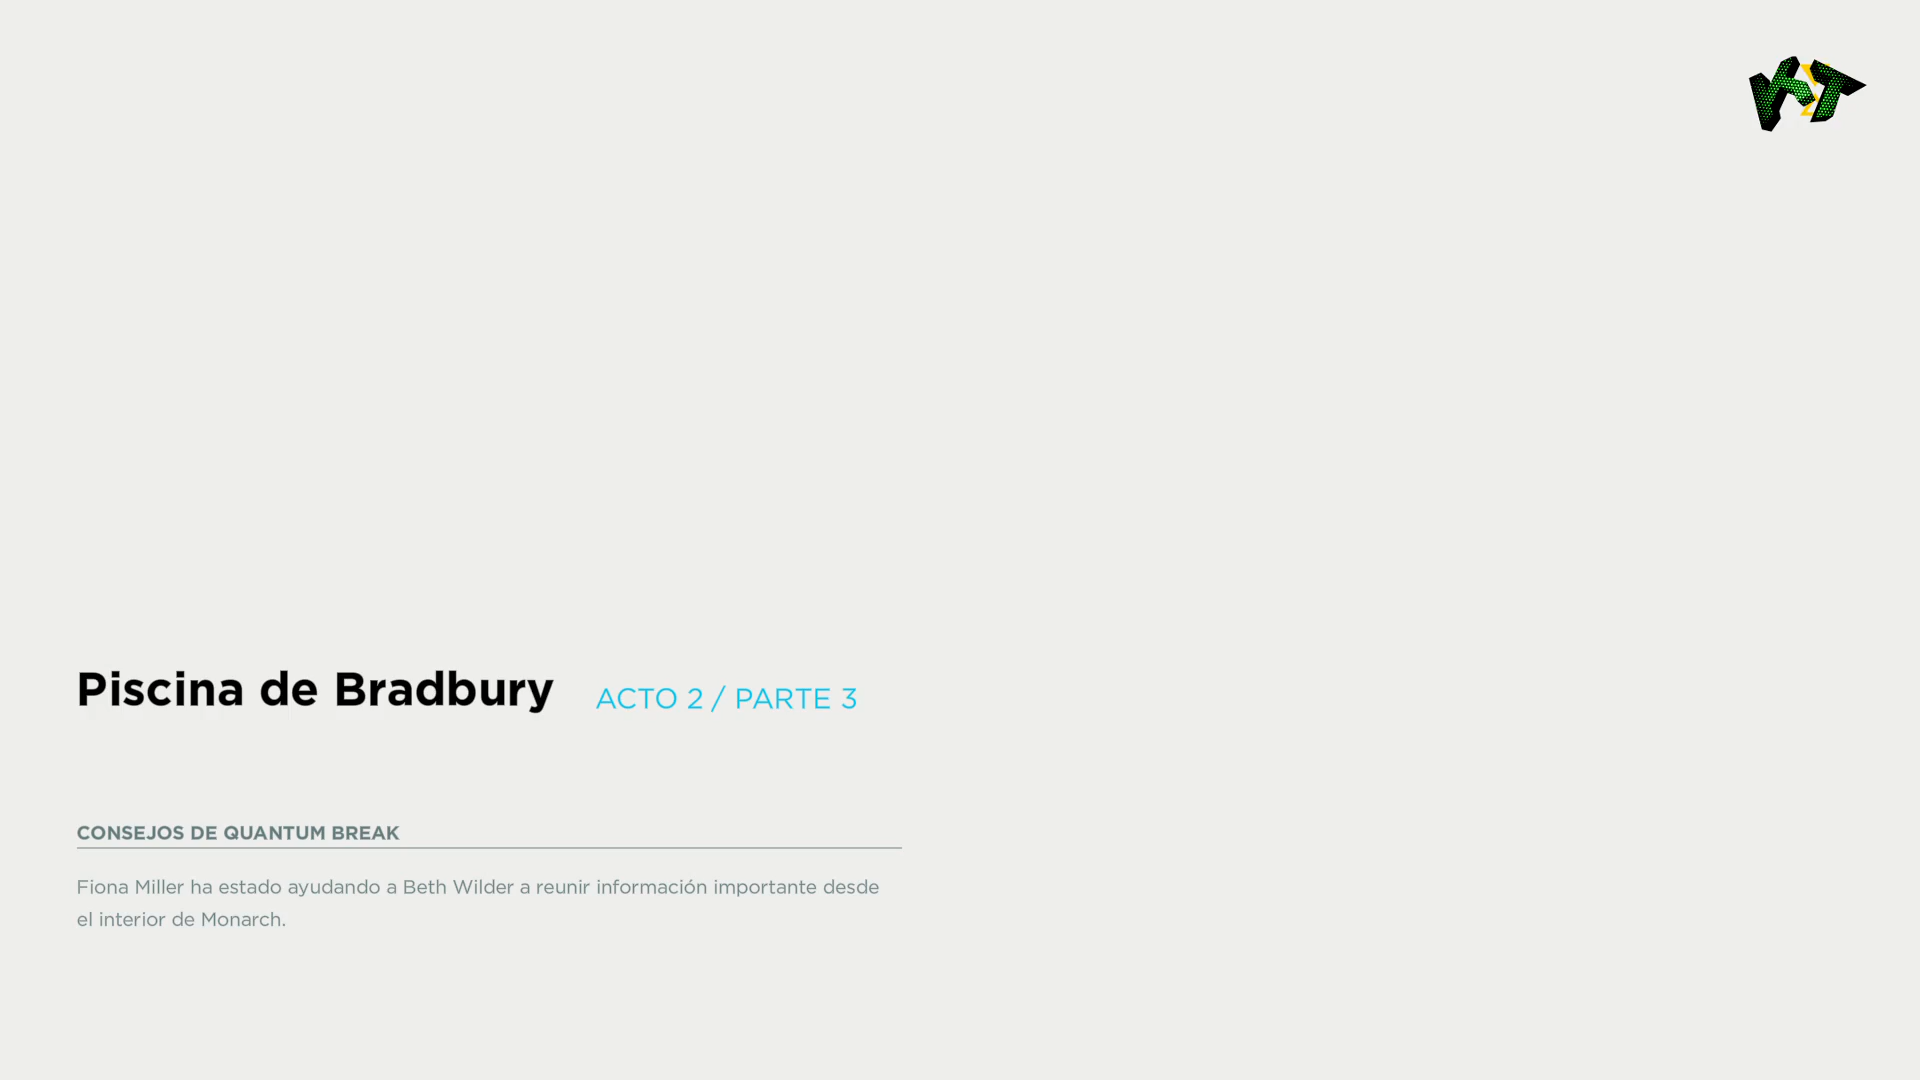 Piscina de Bradbury ACTO 2 / PARTE 3
CONSEJOS DE QUANTUM BREAK
Fiona Miller ha estado ayudando a Beth Wilder a reunir información importante desde
el interior de Monarch.